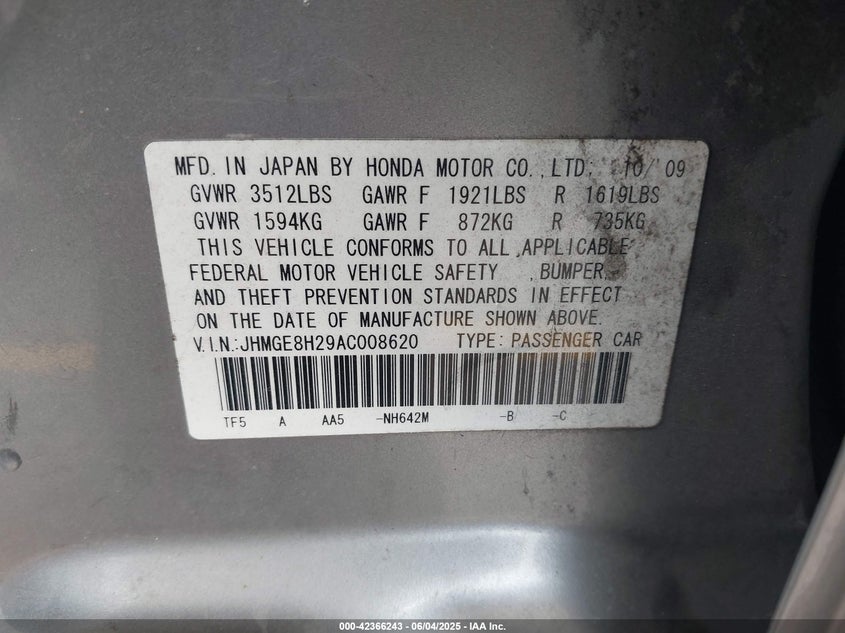 MFD. IN JAPAN BY HONDA MOTOR CO.,LTD. 10/09
GVWR 3512LBS GAWR F 1921LBS R 1619LBS
GVWR 1594KG GAWR F 872KG R 735KG
THIS VEHICLE CONFORMS TO ALL APPLICABLE
FEDERAL MOTOR VEHICLE SAFETY ,BUMPER,
AND THEFT PREVENTION STANDARDS IN EFFECT
ON THE DATE OF MANUFACTURE SHOWN ABOVE.
V.I.N.:JHMGE8H29AC008620 TYPE: PASSENGER CAR
TF5 A AA5 -NH642M -B -C
000-42366243 - 06/04/2025 - IAA Inc.